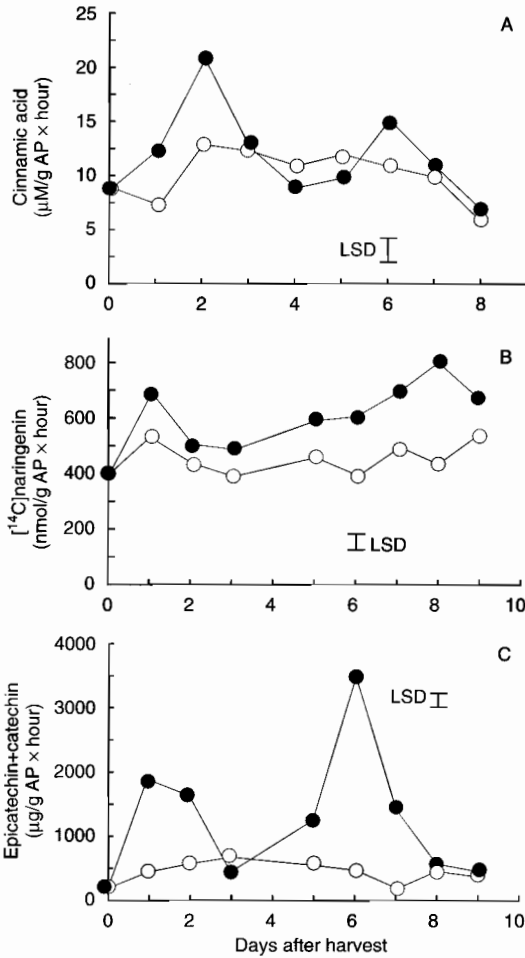 A
Cinnamic acid
(μM/g AP × hour)
25
20
15
10
5
0
LSD
0 2 4 6 8
B
[¹⁴C]naringenin
(nmol/g AP × hour)
800
600
400
200
0
LSD
0 2 4 6 8 10
C
Epicatechin+catechin
(μg/g AP × hour)
4000
3000
2000
1000
0
LSD
0 2 4 6 8 10
Days after harvest